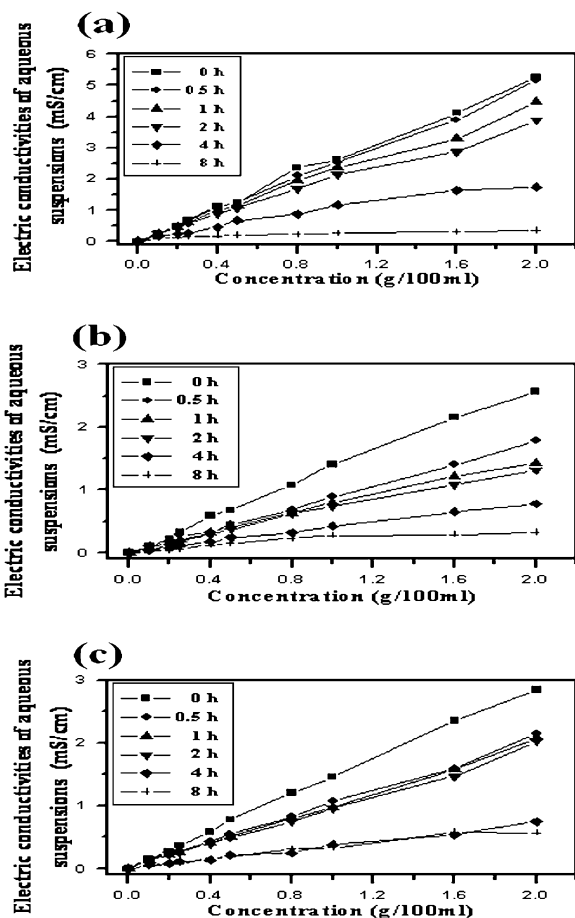 (a)
Electric conductivities of aqueous
suspensions (mS/cm)
6
5
4
3
2
1
0
0 h
0.5 h
1 h
2 h
4 h
8 h
0.0 0.4 0.8 1.2 1.6 2.0
Concentration (g/100ml)
(b)
Electric conductivities of aqueous
suspensions (mS/cm)
3
2
1
0
0 h
0.5 h
1 h
2 h
4 h
8 h
0.0 0.4 0.8 1.2 1.6 2.0
Concentration (g/100ml)
(c)
Electric conductivities of aqueous
suspensions (mS/cm)
3
2
1
0
0 h
0.5 h
1 h
2 h
4 h
8 h
0.0 0.4 0.8 1.2 1.6 2.0
Concentration (g/100ml)